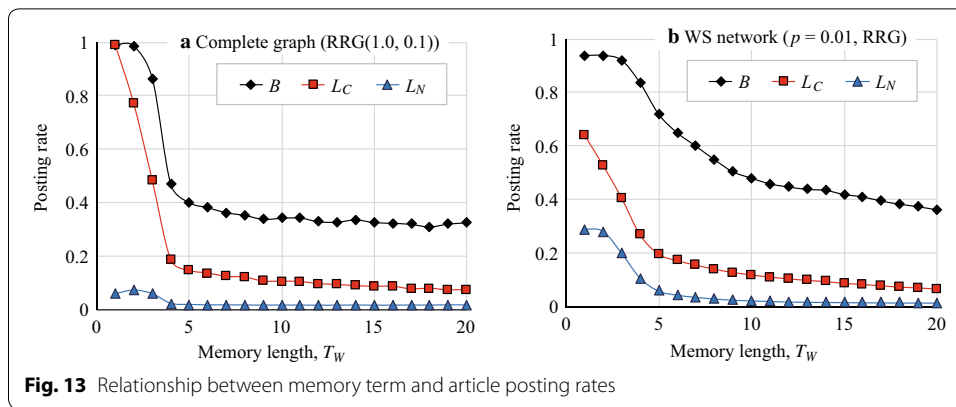 a Complete graph (RRG(1.0, 0.1))
B L_C L_N
Posting rate
1
0.8
0.6
0.4
0.2
0
0 5 10 15 20
Memory length, T_W
b WS network (p = 0.01, RRG)
B L_C L_N
Posting rate
1
0.8
0.6
0.4
0.2
0
0 5 10 15 20
Memory length, T_W
Fig. 13 Relationship between memory term and article posting rates